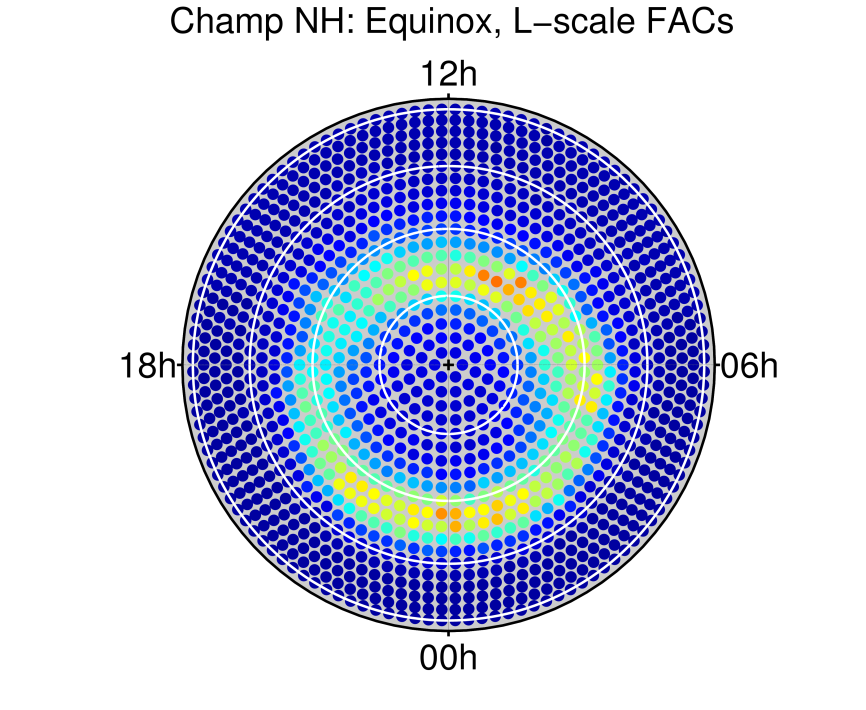 Champ NH: Equinox, L−scale FACs
12h
18h
06h
00h